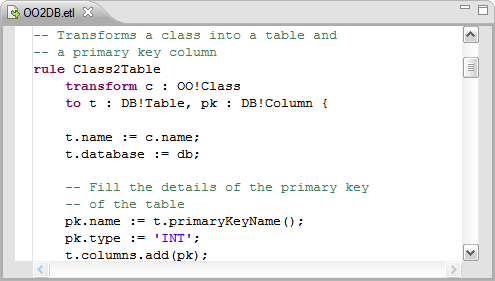 OO2DB.etl
-- Transforms a class into a table and
-- a primary key column
rule Class2Table
transform c : OO!Class
to t : DB!Table, pk : DB!Column {
t.name := c.name;
t.database := db;
-- Fill the details of the primary key
-- of the table
pk.name := t.primaryKeyName();
pk.type := 'INT';
t.columns.add(pk);